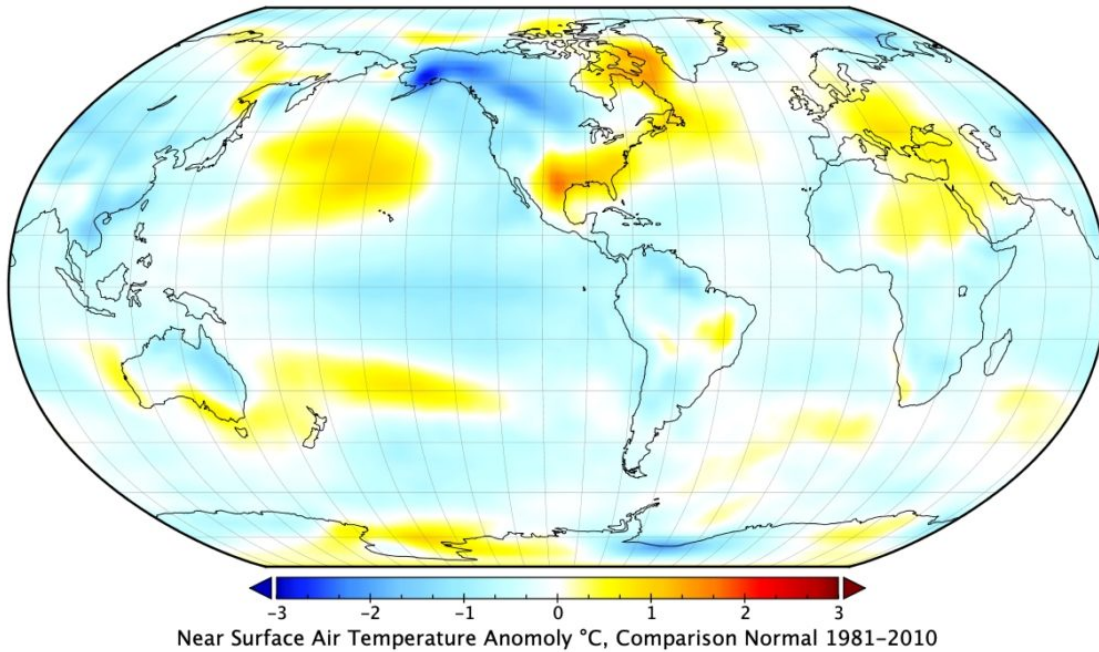 −3 −2 −1 0 1 2 3
Near Surface Air Temperature Anomoly °C, Comparison Normal 1981–2010